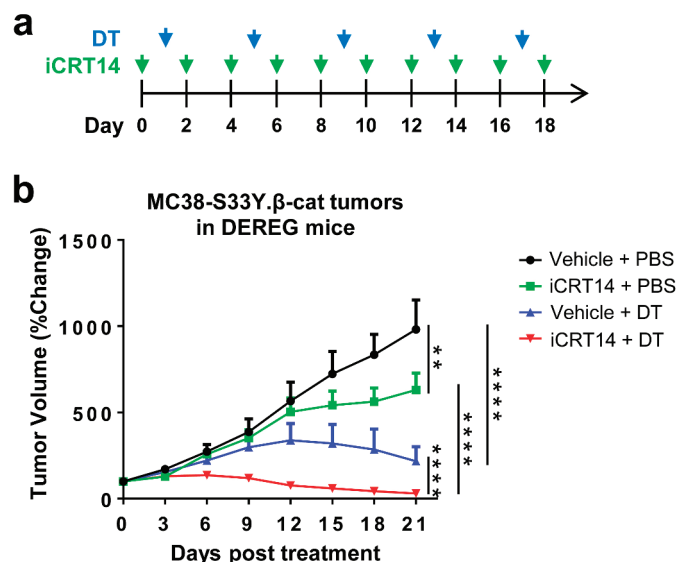 a
DT
iCRT14
Day 0 2 4 6 8 10 12 14 16 18
b
MC38-S33Y.β-cat tumors
in DEREG mice
Tumor Volume (%Change)
1500
1000
500
0
0 3 6 9 12 15 18 21
Days post treatment
Vehicle + PBS
iCRT14 + PBS
Vehicle + DT
iCRT14 + DT
**
****
****
****